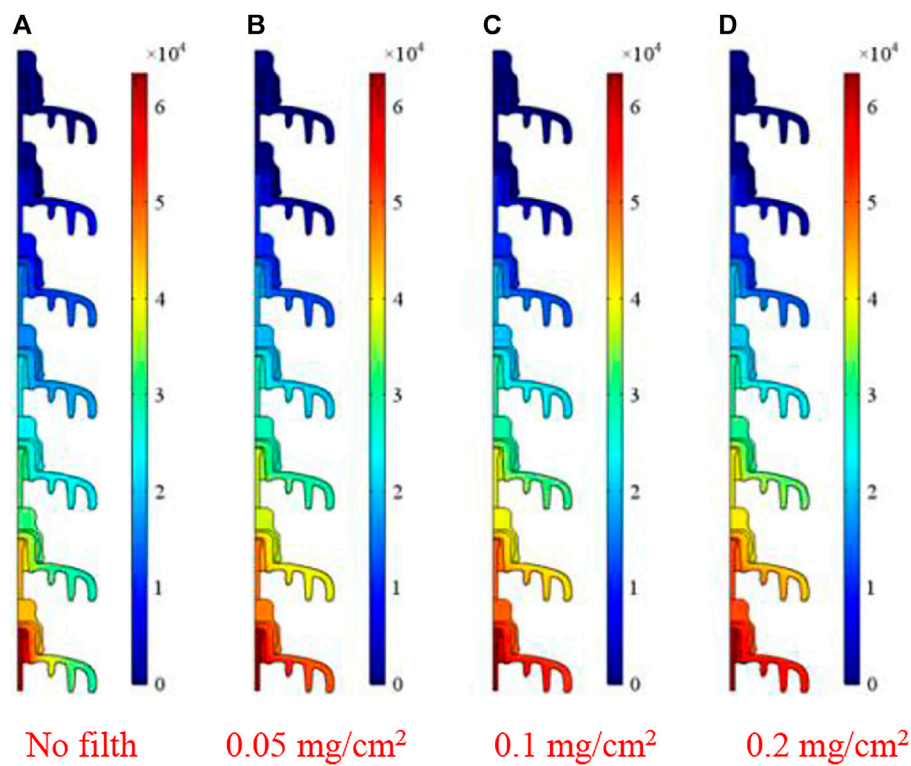 A B C D
×10⁴ ×10⁴ ×10⁴ ×10⁴
6 6 6 6
5 5 5 5
4 4 4 4
3 3 3 3
2 2 2 2
1 1 1 1
0 0 0 0
No filth 0.05 mg/cm² 0.1 mg/cm² 0.2 mg/cm²